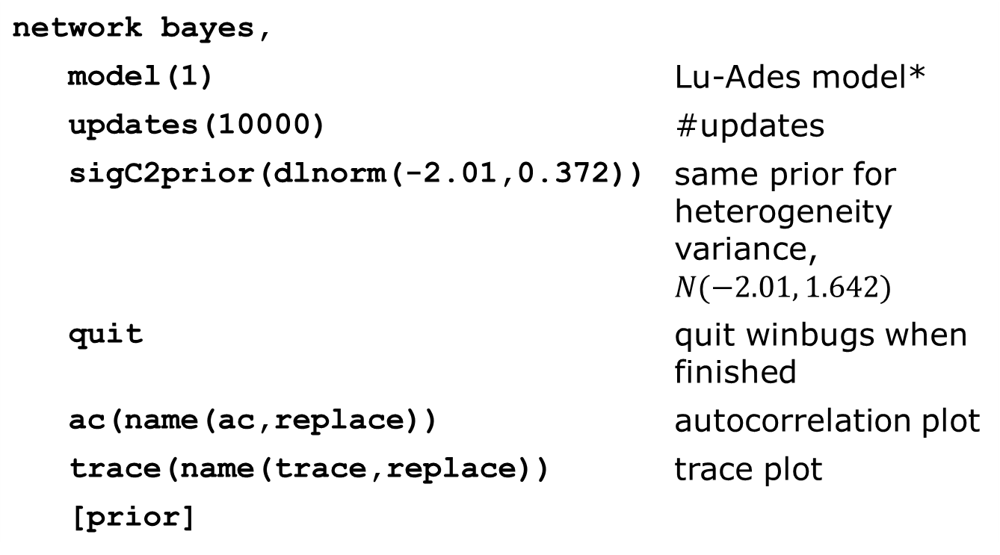 network bayes,
model(1) Lu-Ades model*
updates(10000) #updates
sigC2prior(dlnorm(-2.01,0.372)) same prior for
heterogeneity
variance,
N(−2.01, 1.642)
quit quit winbugs when
finished
ac(name(ac,replace)) autocorrelation plot
trace(name(trace,replace)) trace plot
[prior]